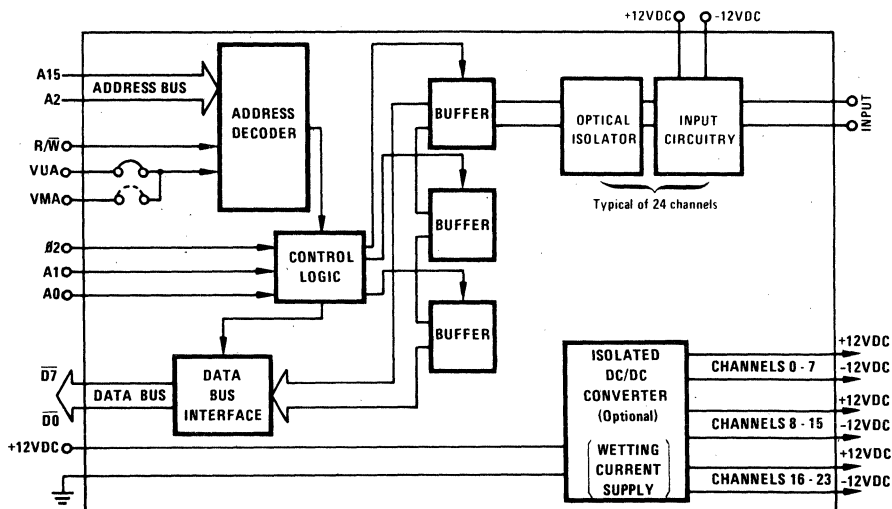 +12VDC
-12VDC
A15
ADDRESS BUS
A2
ADDRESS
DECODER
BUFFER
OPTICAL
ISOLATOR
INPUT
CIRCUITRY
INPUT
R/W̅
VUA
VMA
Typical of 24 channels
BUFFER
Ø2
A1
A0
CONTROL
LOGIC
BUFFER
D̅7̅
DATA BUS
D̅0̅
DATA
BUS
INTERFACE
ISOLATED
DC/DC
CONVERTER
(Optional)
WETTING
CURRENT
SUPPLY
+12VDC
CHANNELS 0 - 7
-12VDC
+12VDC
CHANNELS 8 - 15
-12VDC
+12VDC
CHANNELS 16 - 23
-12VDC
+12VDC